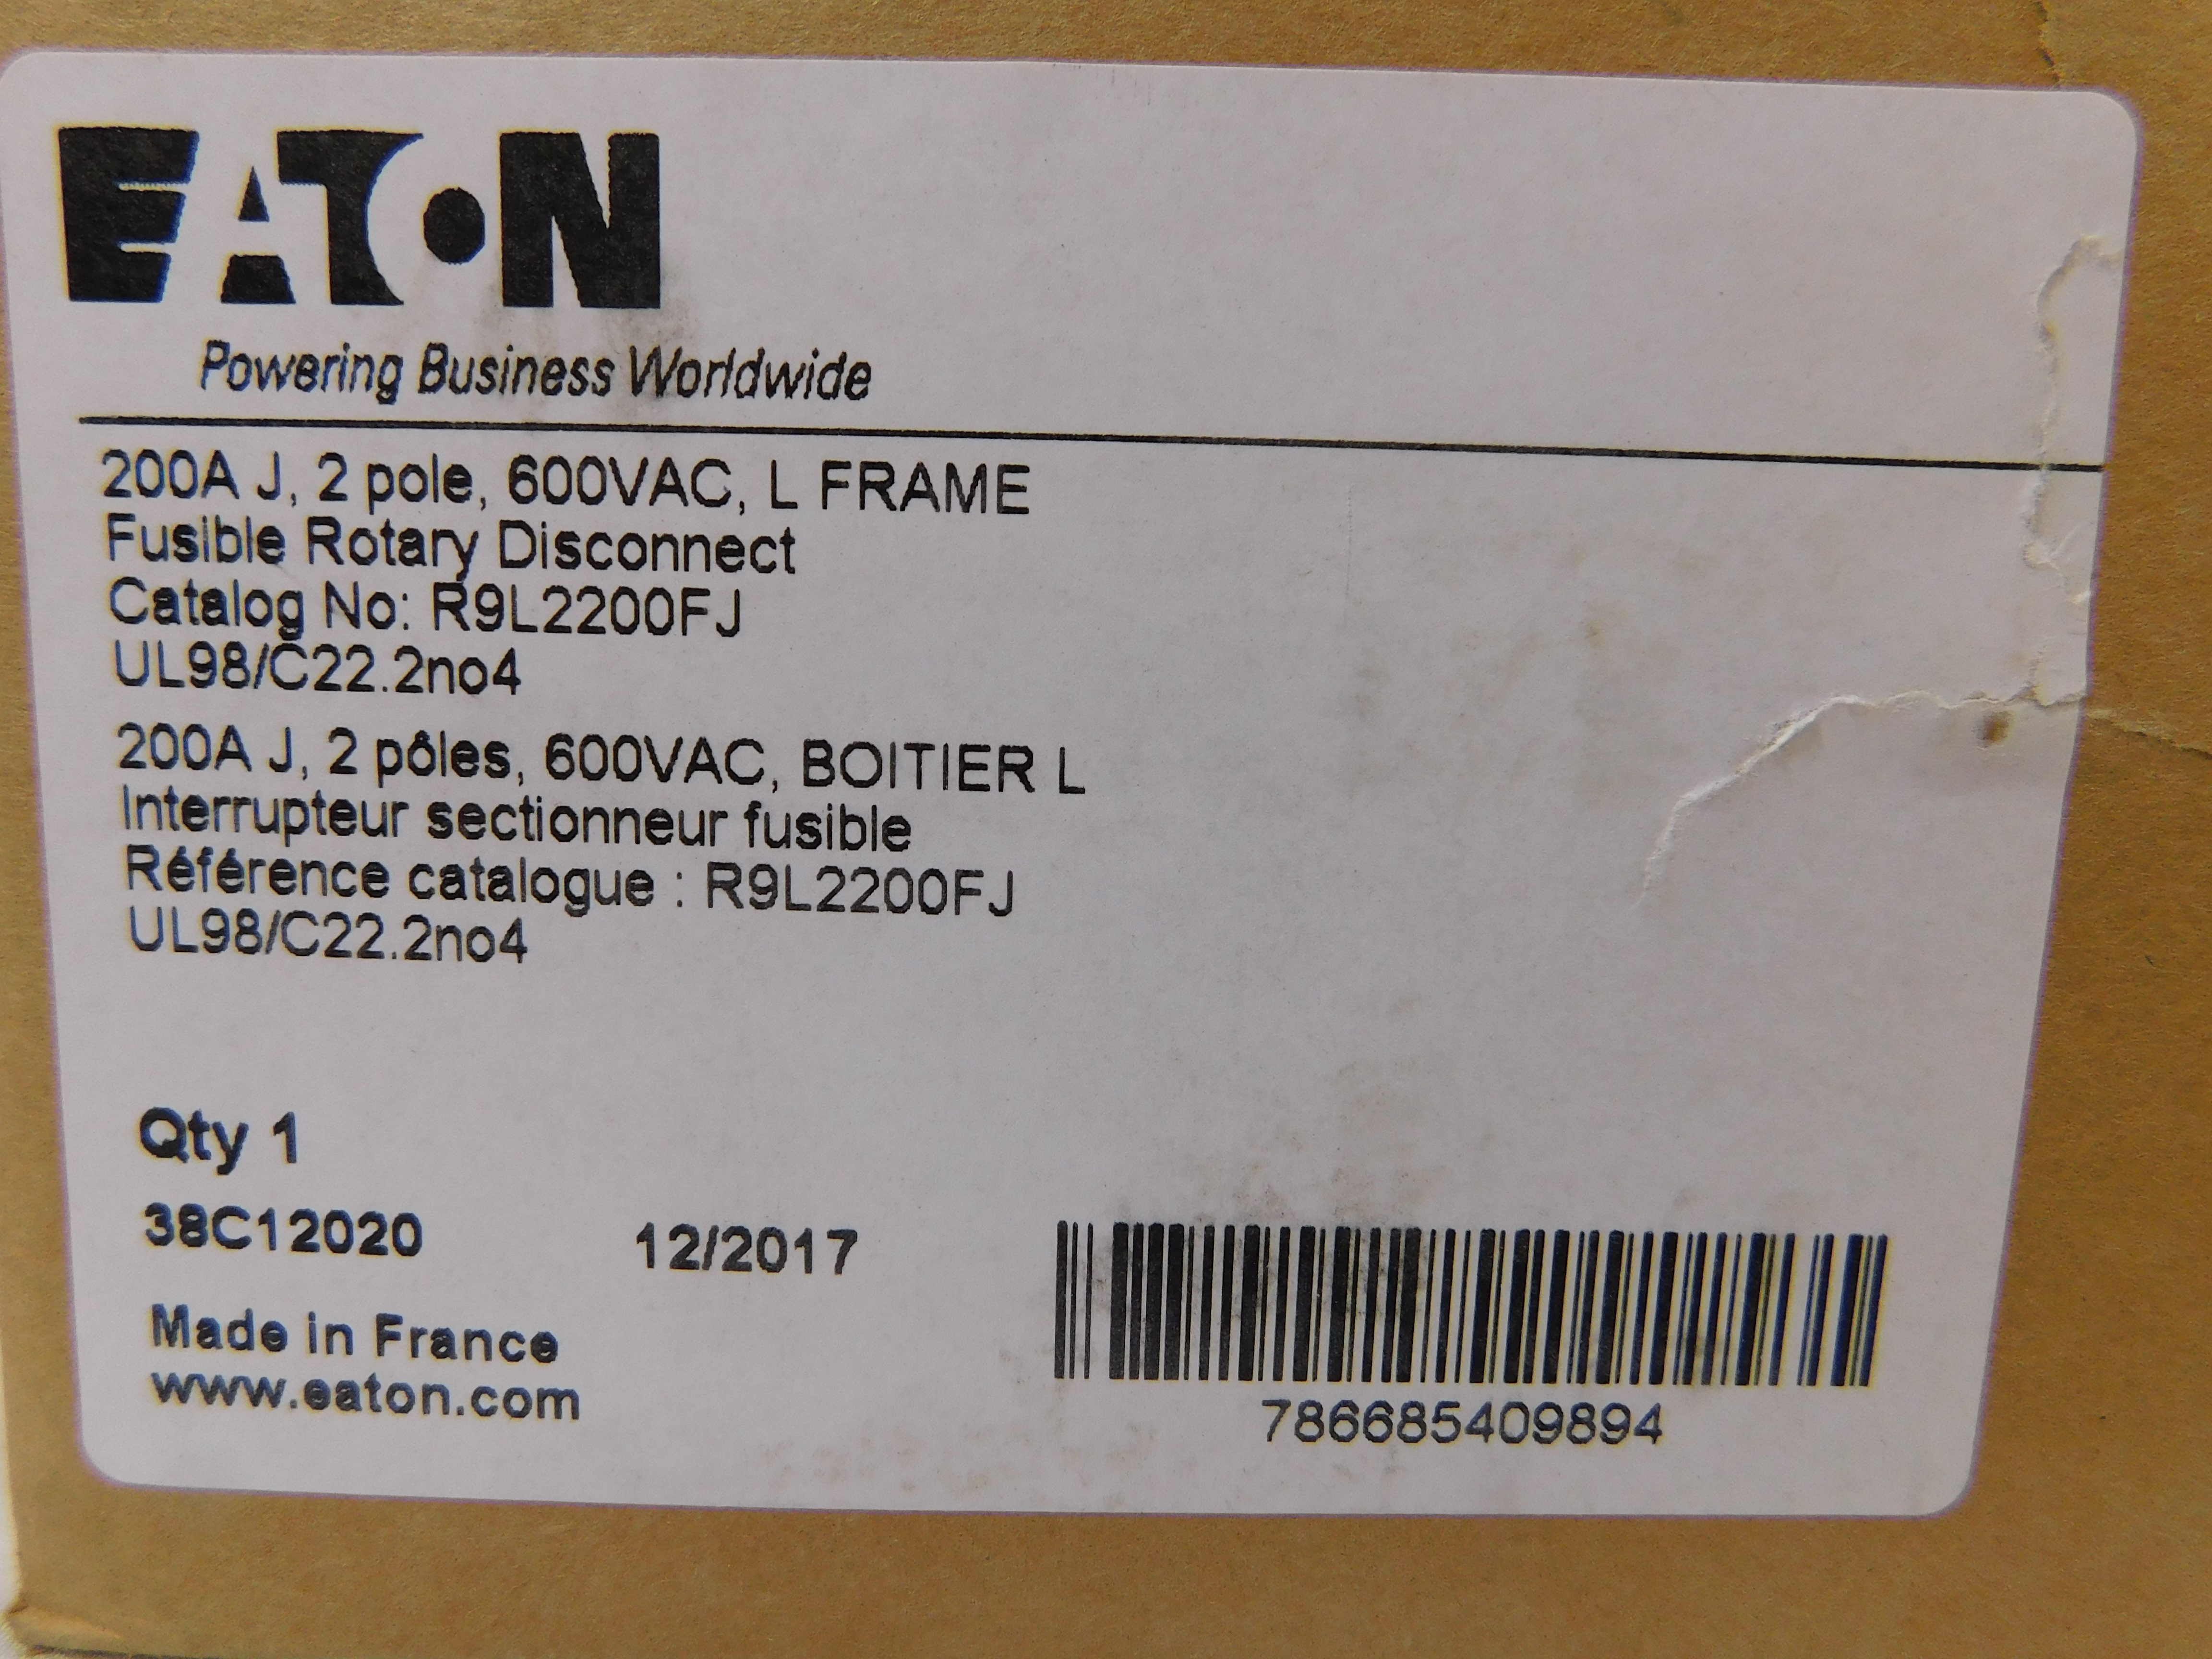 EATON
Powering Business Worldwide
200A J, 2 pole, 600VAC, L FRAME
Fusible Rotary Disconnect
Catalog No: R9L2200FJ
UL98/C22.2no4
200A J, 2 pôles, 600VAC, BOITIER L
Interrupteur sectionneur fusible
Référence catalogue : R9L2200FJ
UL98/C22.2no4
Qty 1
38C12020 12/2017
Made in France
www.eaton.com
786685409894